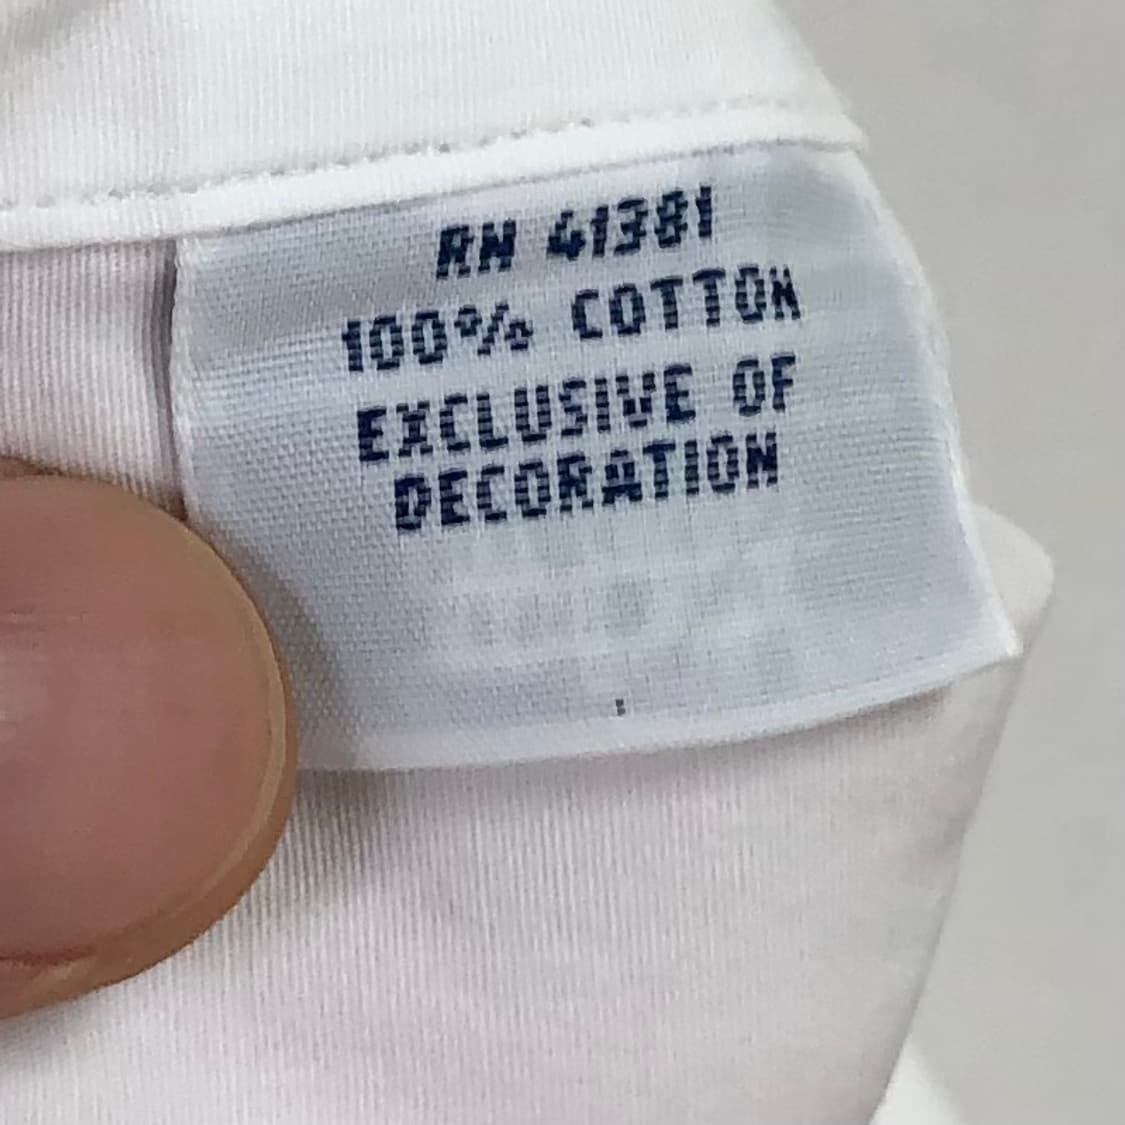 RN 41381
100% COTTON
EXCLUSIVE OF
DECORATION